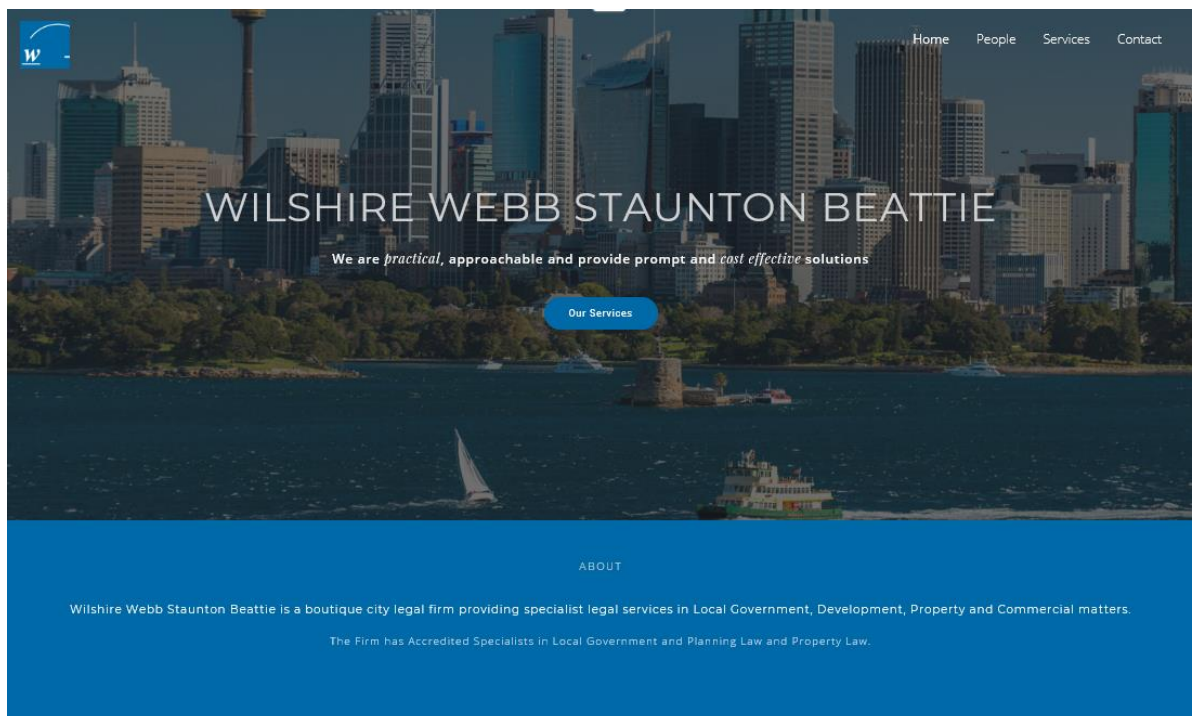 w
Home People Services Contact
WILSHIRE WEBB STAUNTON BEATTIE
We are practical, approachable and provide prompt and cost effective solutions
Our Services
ABOUT
Wilshire Webb Staunton Beattie is a boutique city legal firm providing specialist legal services in Local Government, Development, Property and Commercial matters.
The Firm has Accredited Specialists in Local Government and Planning Law and Property Law.